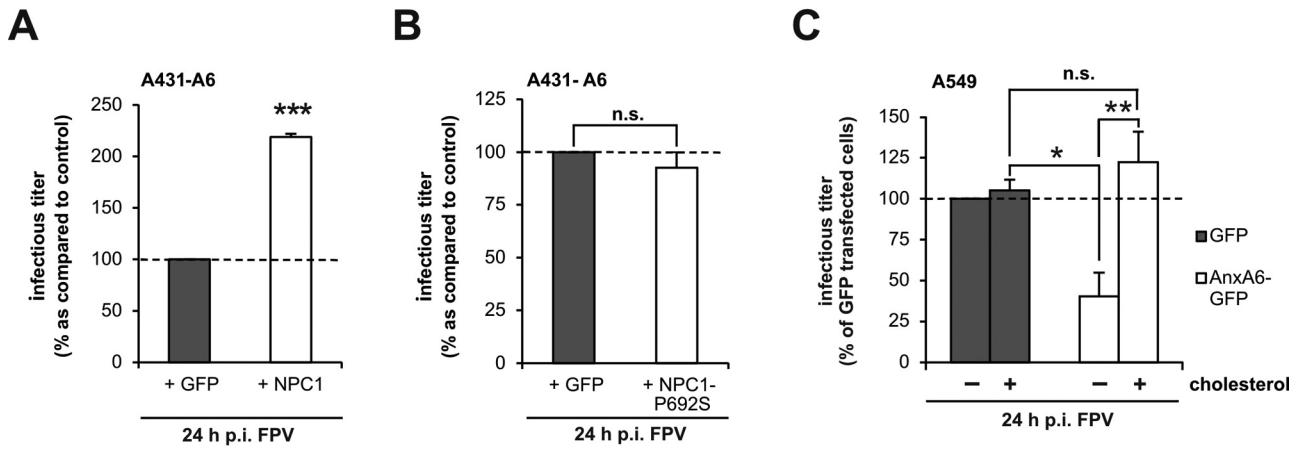 A
A431-A6
infectious titer
(% as compared to control)
250
200
150
100
50
0
***
+ GFP
+ NPC1
24 h p.i. FPV
B
A431- A6
infectious titer
(% as compared to control)
125
100
75
50
25
0
n.s.
+ GFP
+ NPC1-
P692S
24 h p.i. FPV
C
A549
infectious titer
(% of GFP transfected cells)
150
125
100
75
50
25
0
n.s.
*
**
GFP
AnxA6-
GFP
− + − + cholesterol
24 h p.i. FPV